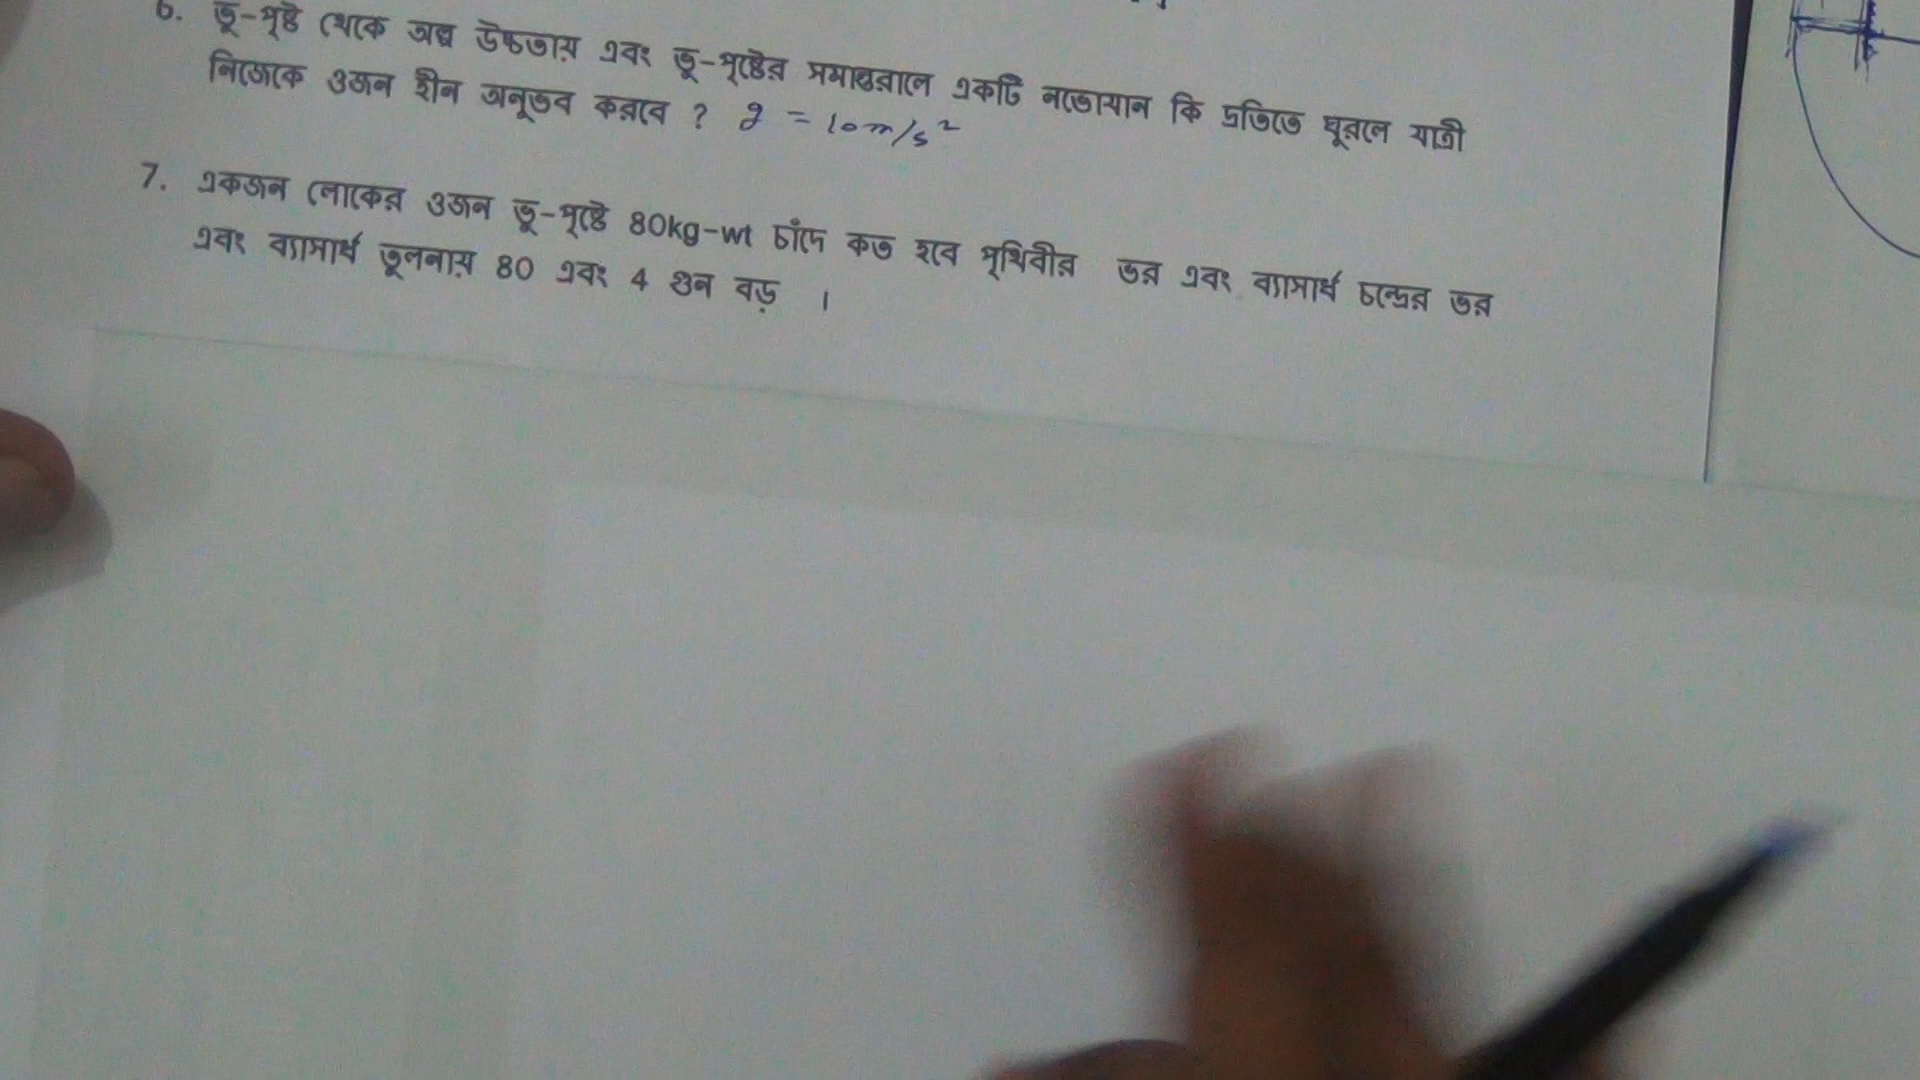 6. ভূ-পৃষ্ঠে থেকে অল্প উচ্চতায় এবং ভূ-পৃষ্ঠের সমান্তরালে একটি নভোযান কি দ্রতিতে ঘূরলে যাত্রী
নিজেকে ওজন হীন অনূভব করবে ? g = 10m/s²
7. একজন লোকের ওজন ভূ-পৃষ্ঠে 80kg-wt চাঁদে কত হবে পৃথিবীর ভর এবং ব্যাসার্ধ চন্দ্রের ভর
এবং ব্যাসার্ধ তূলনায় 80 এবং 4 গুন বড় ।